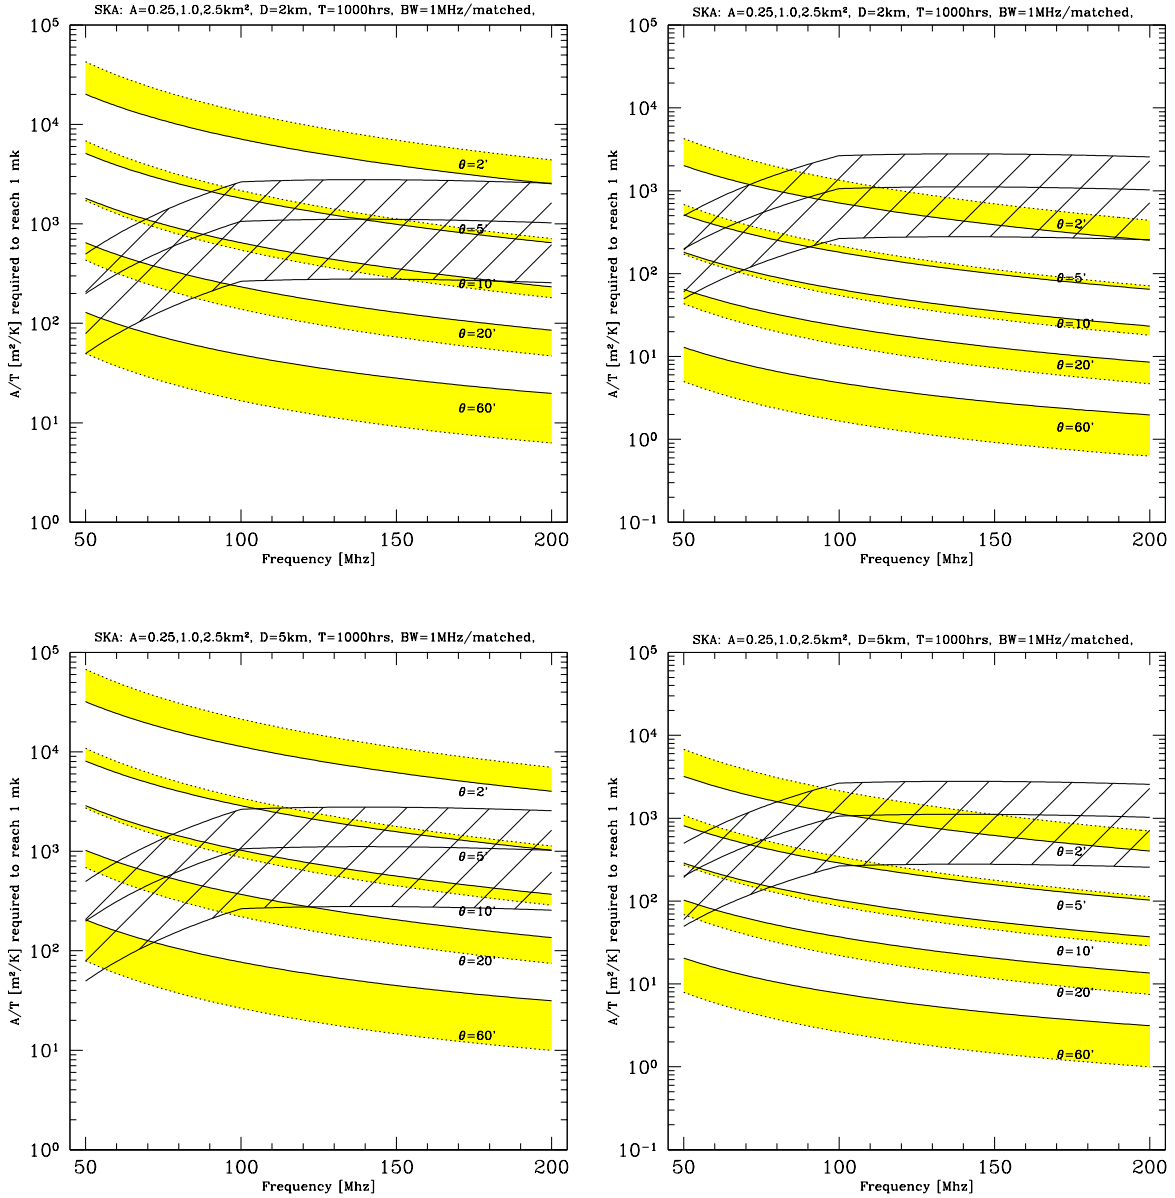 SKA: A=0.25,1.0,2.5km², D=2km, T=1000hrs, BW=1MHz/matched,
A/T [m²/K] required to reach 1 mk
10⁵
10⁴
10³
10²
10¹
10⁰
θ=2'
θ=5'
θ=10'
θ=20'
θ=60'
50
100
150
200
Frequency [Mhz]
SKA: A=0.25,1.0,2.5km², D=2km, T=1000hrs, BW=1MHz/matched,
A/T [m²/K] required to reach 1 mk
10⁵
10⁴
10³
10²
10¹
10⁰
10⁻¹
θ=2'
θ=5'
θ=10'
θ=20'
θ=60'
50
100
150
200
Frequency [Mhz]
SKA: A=0.25,1.0,2.5km², D=5km, T=1000hrs, BW=1MHz/matched,
A/T [m²/K] required to reach 1 mk
10⁵
10⁴
10³
10²
10¹
10⁰
θ=2'
θ=5'
θ=10'
θ=20'
θ=60'
50
100
150
200
Frequency [Mhz]
SKA: A=0.25,1.0,2.5km², D=5km, T=1000hrs, BW=1MHz/matched,
A/T [m²/K] required to reach 1 mk
10⁵
10⁴
10³
10²
10¹
10⁰
10⁻¹
θ=2'
θ=5'
θ=10'
θ=20'
θ=60'
50
100
150
200
Frequency [Mhz]